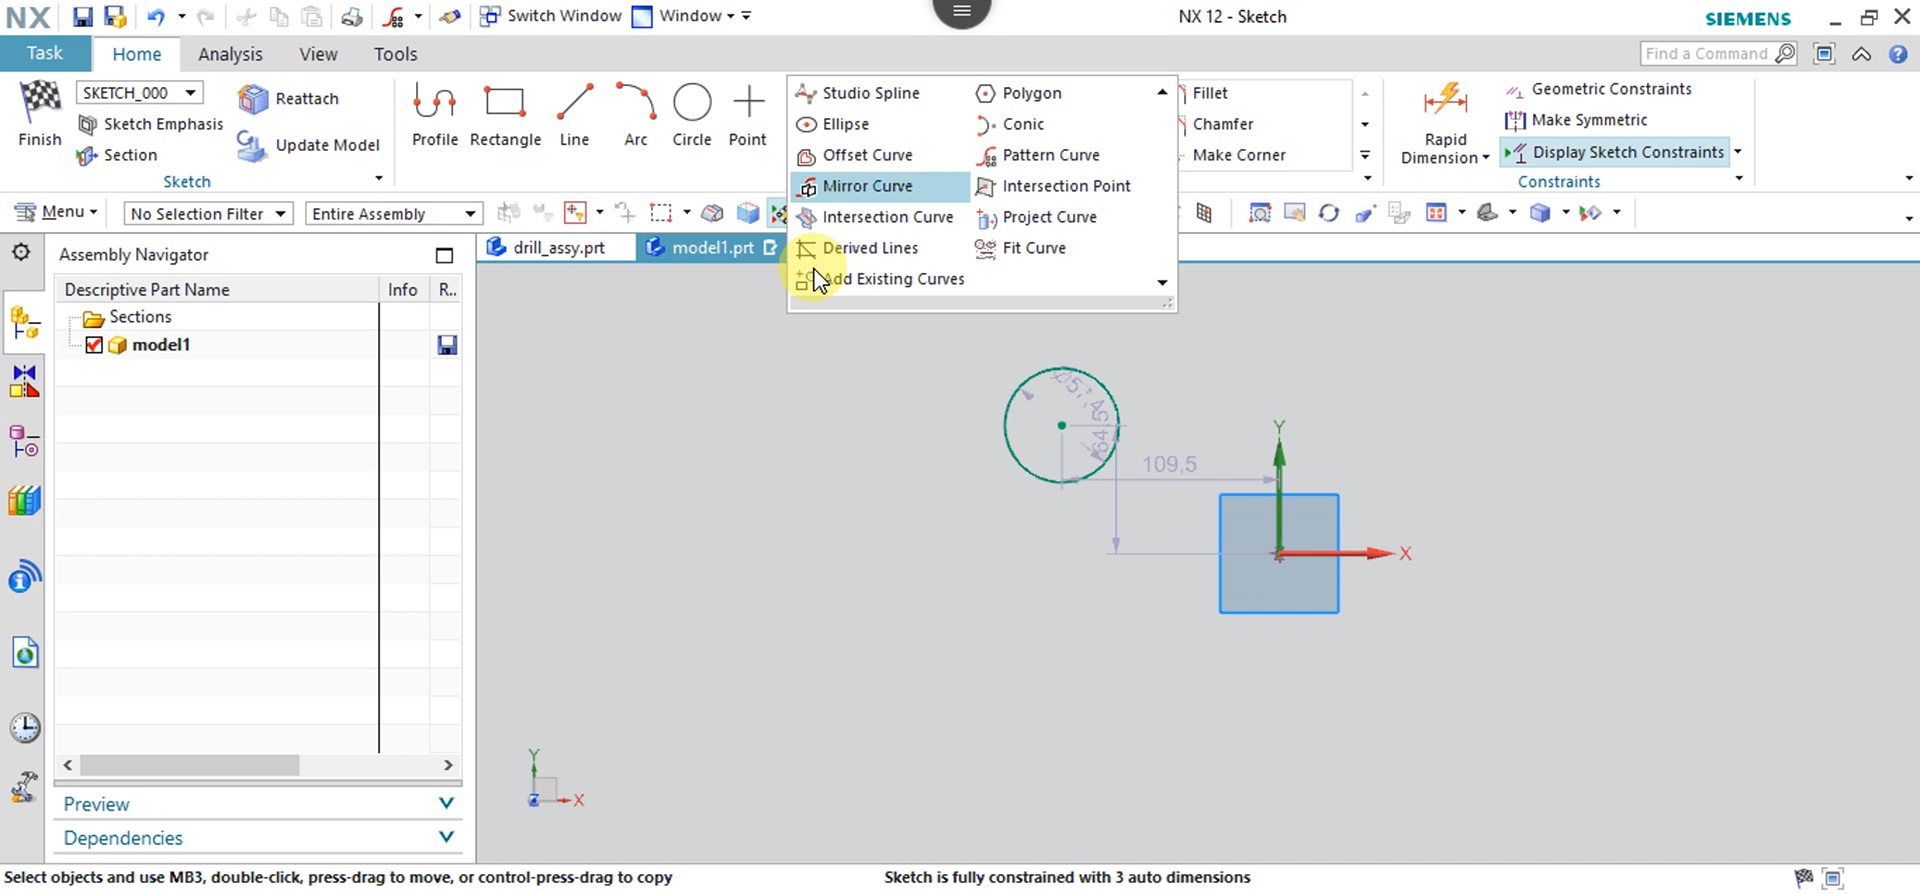 NX
Switch Window
Window
NX 12 - Sketch
SIEMENS
Task
Home
Analysis
View
Tools
Find a Command
Finish
SKETCH_000
Sketch Emphasis
Section
Reattach
Update Model
Sketch
Profile
Rectangle
Line
Arc
Circle
Point
Studio Spline
Polygon
Ellipse
Conic
Offset Curve
Pattern Curve
Mirror Curve
Intersection Point
Intersection Curve
Project Curve
Derived Lines
Fit Curve
Add Existing Curves
Fillet
Chamfer
Make Corner
Rapid
Dimension
Geometric Constraints
Make Symmetric
Display Sketch Constraints
Constraints
Menu
No Selection Filter
Entire Assembly
Assembly Navigator
drill_assy.prt
model1.prt
Descriptive Part Name
Info
R..
Sections
model1
109,5
Y
X
Y
Z
X
Preview
Dependencies
Select objects and use MB3, double-click, press-drag to move, or control-press-drag to copy
Sketch is fully constrained with 3 auto dimensions